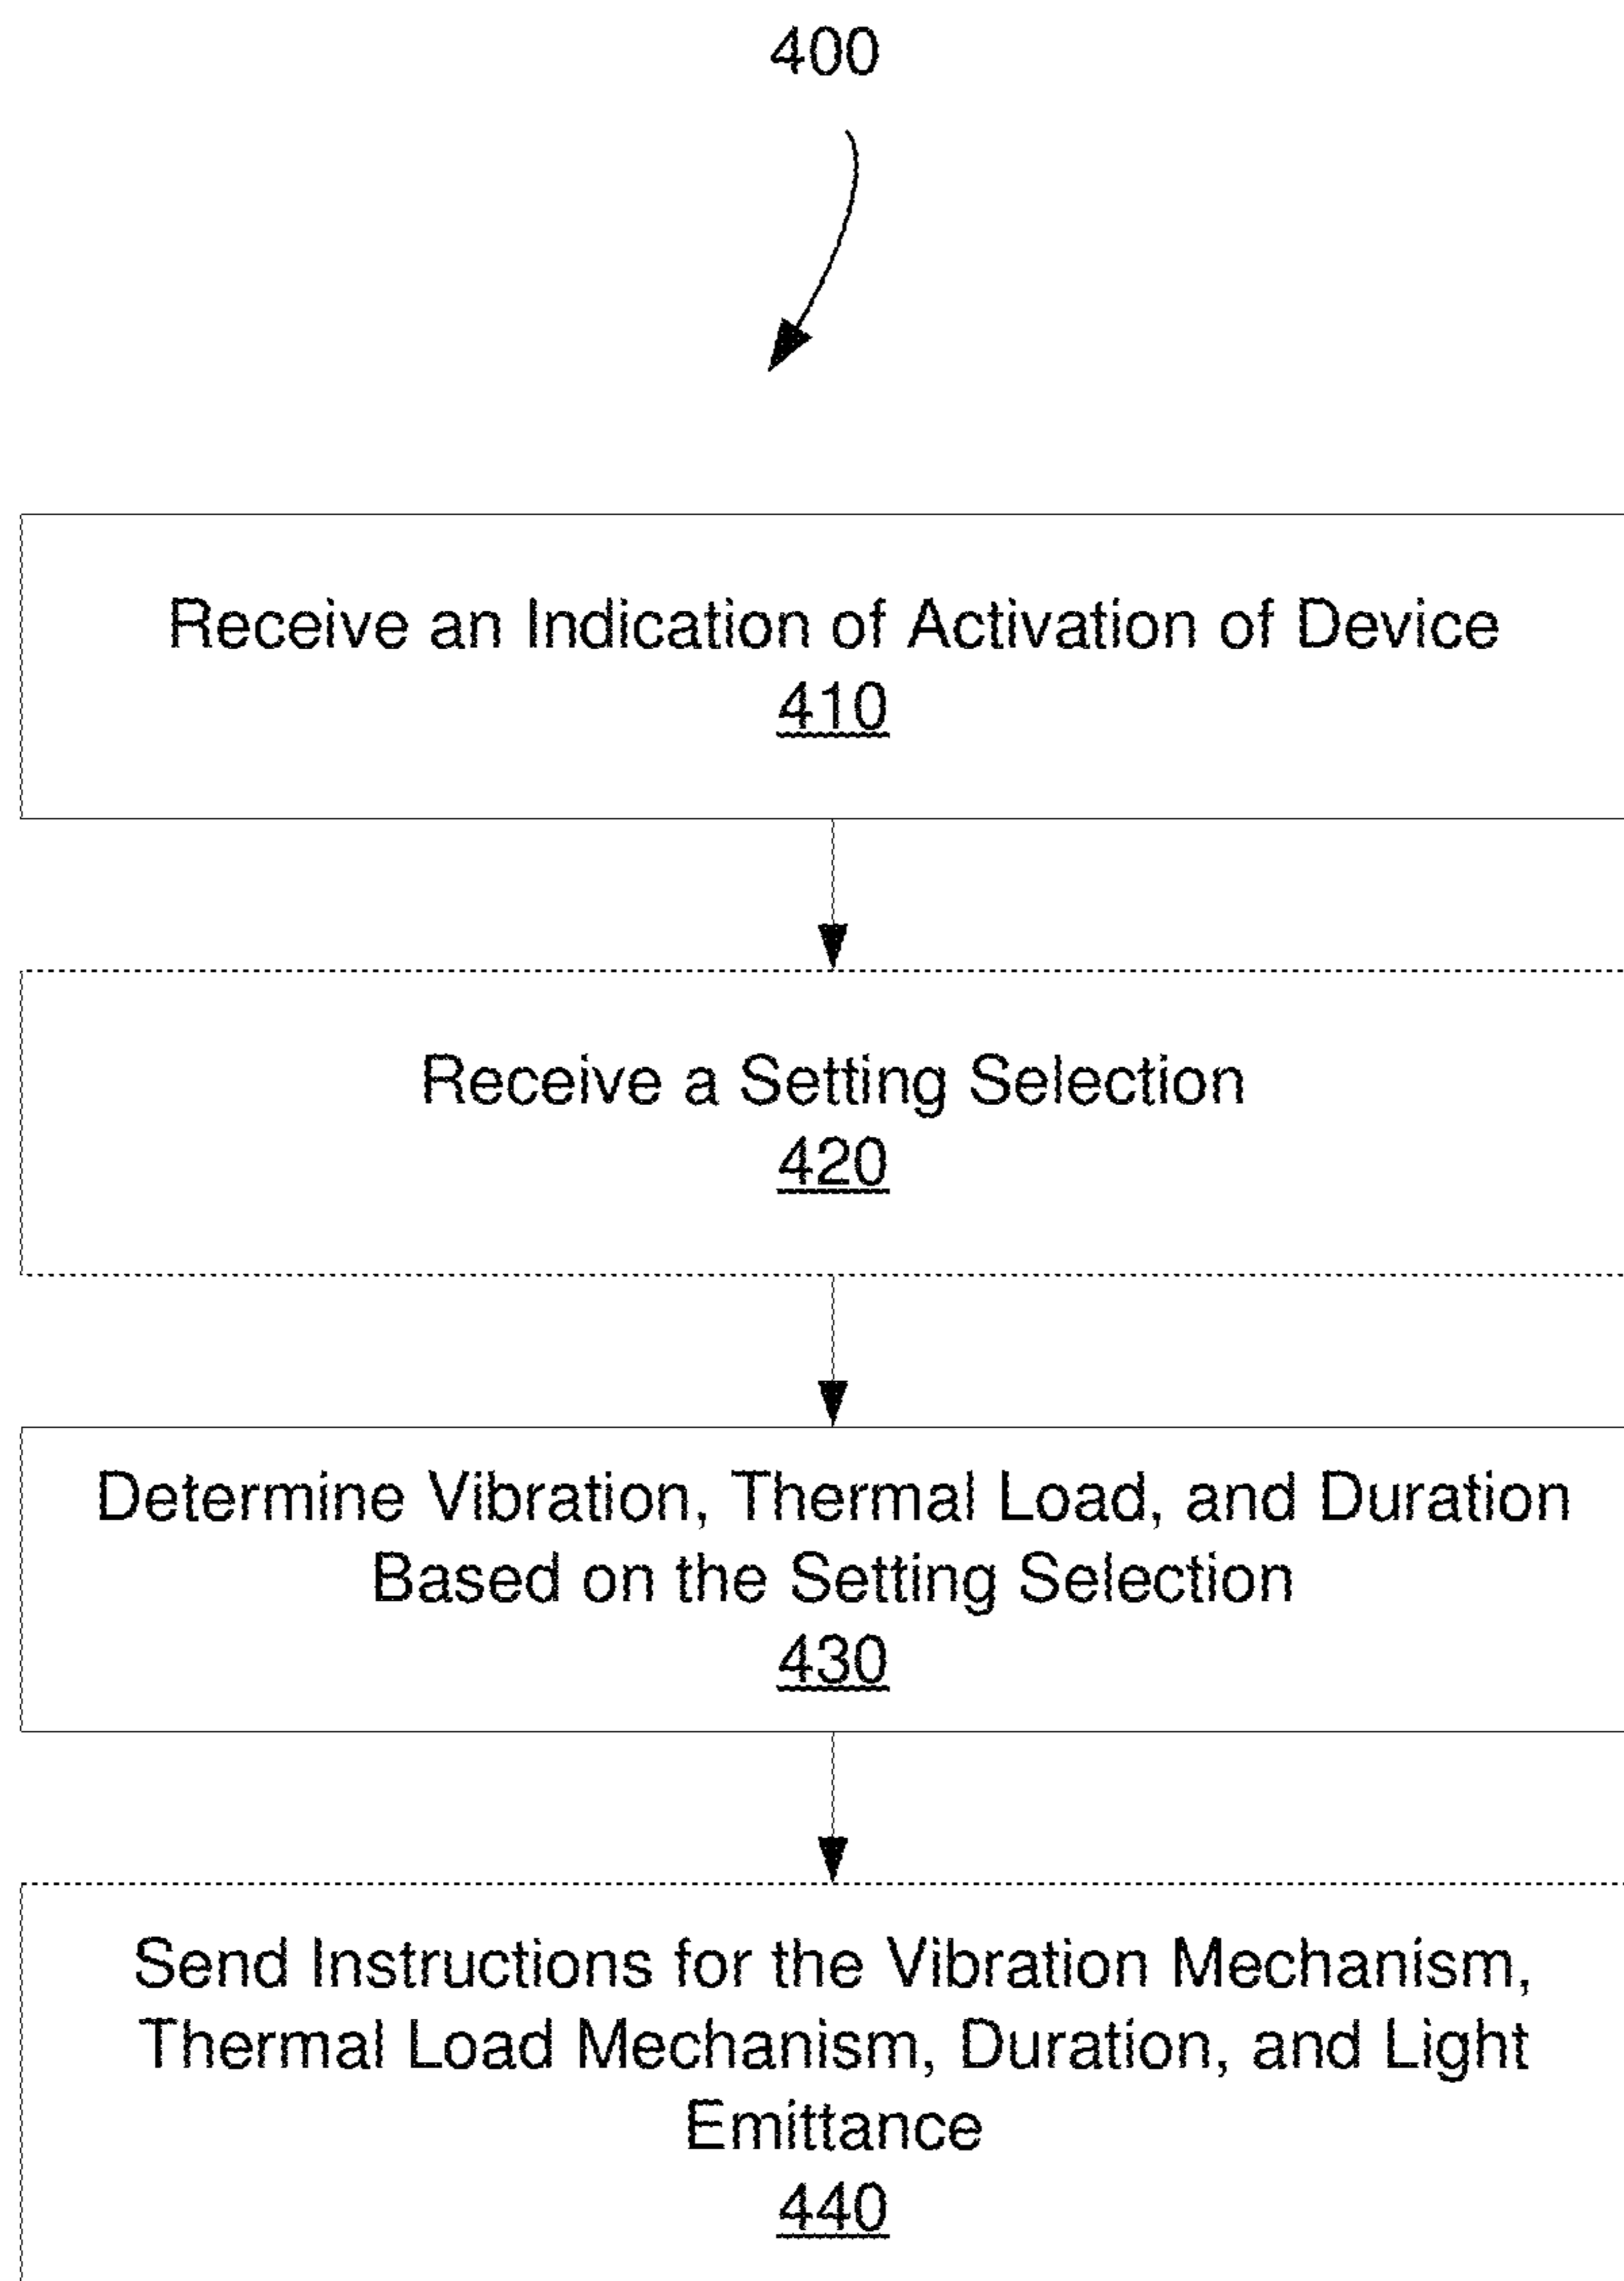 400
Receive an Indication of Activation of Device
410
Receive a Setting Selection
420
Determine Vibration, Thermal Load, and Duration
Based on the Setting Selection
430
Send Instructions for the Vibration Mechanism,
Thermal Load Mechanism, Duration, and Light
Emittance
440